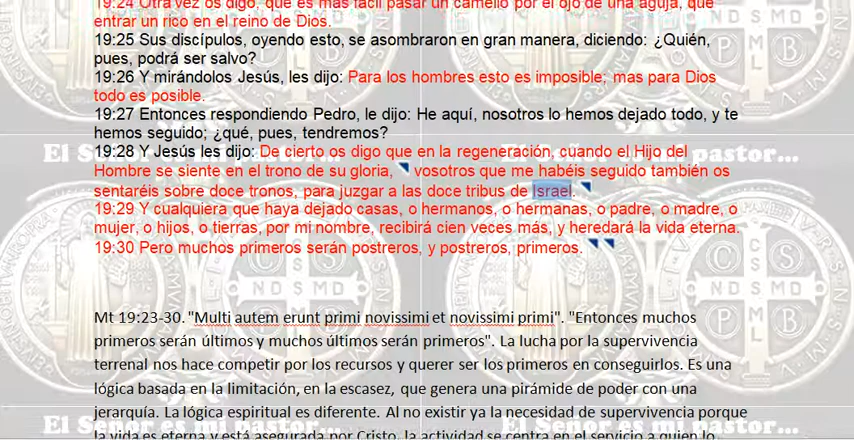 19:24 Otra vez os digo, que es más fácil pasar un camello por el ojo de una aguja, que
entrar un rico en el reino de Dios.
19:25 Sus discípulos, oyendo esto, se asombraron en gran manera, diciendo: ¿Quién,
pues, podrá ser salvo?
19:26 Y mirándolos Jesús, les dijo: Para los hombres esto es imposible; mas para Dios
todo es posible.
19:27 Entonces respondiendo Pedro, le dijo: He aquí, nosotros lo hemos dejado todo, y te
hemos seguido; ¿qué, pues, tendremos?
19:28 Y Jesús les dijo: De cierto os digo que en la regeneración, cuando el Hijo del
Hombre se siente en el trono de su gloria, vosotros que me habéis seguido también os
sentaréis sobre doce tronos, para juzgar a las doce tribus de Israel.
19:29 Y cualquiera que haya dejado casas, o hermanos, o hermanas, o padre, o madre, o
mujer, o hijos, o tierras, por mi nombre, recibirá cien veces más, y heredará la vida eterna.
19:30 Pero muchos primeros serán postreros, y postreros, primeros.
Mt 19:23-30. "Multi autem erunt primi novissimi et novissimi primi". "Entonces muchos
primeros serán últimos y muchos últimos serán primeros". La lucha por la supervivencia
terrenal nos hace competir por los recursos y querer ser los primeros en conseguirlos. Es una
lógica basada en la limitación, en la escasez, que genera una pirámide de poder con una
jerarquía. La lógica espiritual es diferente. Al no existir ya la necesidad de supervivencia porque
la vida es eterna y está asegurada por Cristo, la actividad se centra en el servicio a quien lo
El Señor es mi pastor...
El Señor es mi pastor...
El Señor es mi pastor...
El Señor es mi pastor...